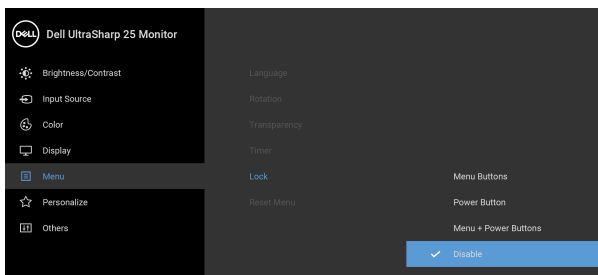 DELL
Dell UltraSharp 25 Monitor
Brightness/Contrast
Input Source
Color
Display
Menu
Personalize
Others
Language
Rotation
Transparency
Timer
Lock
Reset Menu
Menu Buttons
Power Button
Menu + Power Buttons
Disable